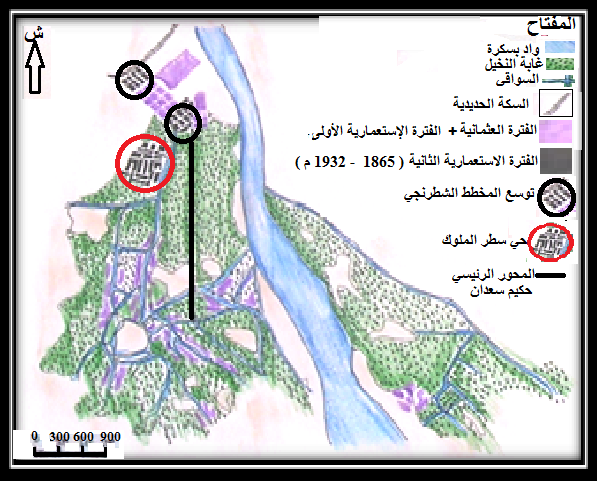 المفتاح
ش
واد بسكرة
غابة النخيل
السواقي
السكة الحديدية
الفترة العثمانية + الفترة الإستعمارية الأولى.
الفترة الاستعمارية الثانية ( 1865 - 1932 م )
توسع المخطط الشطرنجي
حي سطر الملوك
المحور الرئيسي
حكيم سعدان
0 300 600 900